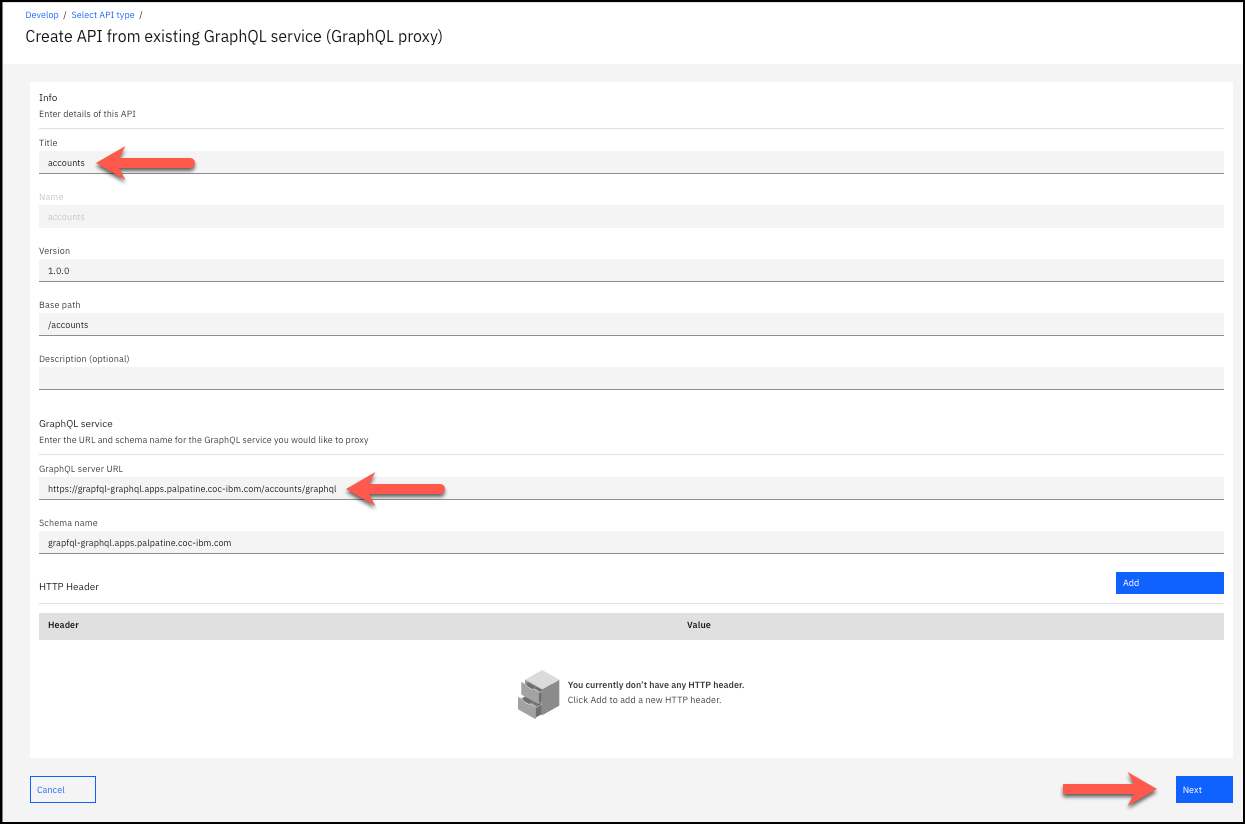 Develop / Select API type /
Create API from existing GraphQL service (GraphQL proxy)
Info
Enter details of this API
Title
accounts
Name
accounts
Version
1.0.0
Base path
/accounts
Description (optional)
GraphQL service
Enter the URL and schema name for the GraphQL service you would like to proxy
GraphQL server URL
https://grapfql-graphql.apps.palpatine.coc-ibm.com/accounts/graphql
Schema name
grapfql-graphql.apps.palpatine.coc-ibm.com
HTTP Header
Add
Header Value
You currently don't have any HTTP header.
Click Add to add a new HTTP header.
Cancel
Next